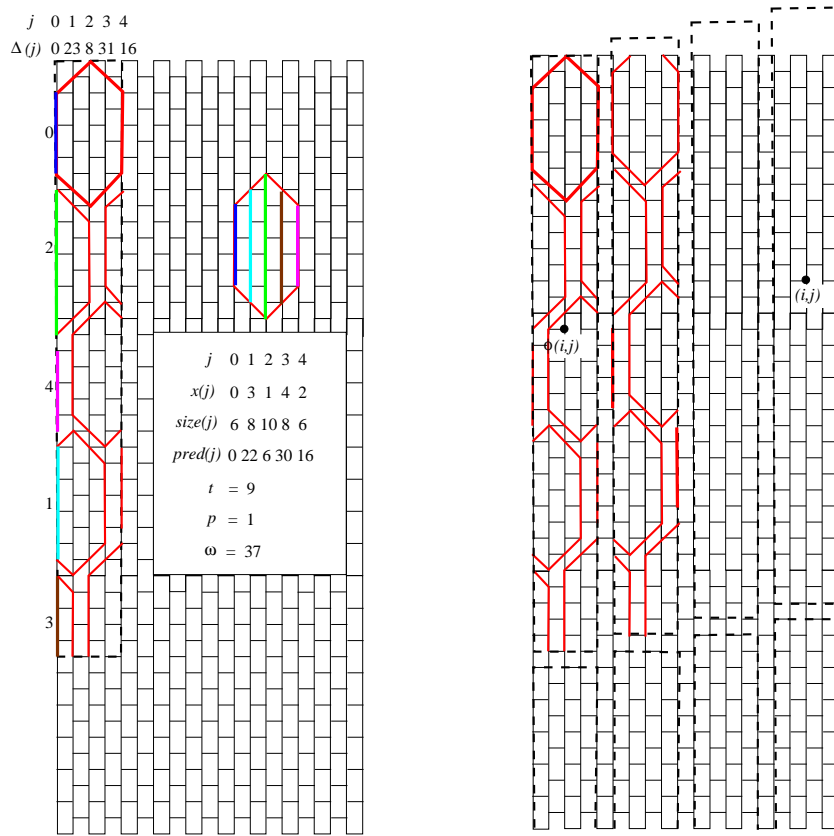 j 0 1 2 3 4
Δ(j) 0 23 8 31 16
0
2
4
1
3
j 0 1 2 3 4
x(j) 0 3 1 4 2
size(j) 6 8 10 8 6
pred(j) 0 22 6 30 16
t = 9
p = 1
ω = 37
(i,j)
(i,j)